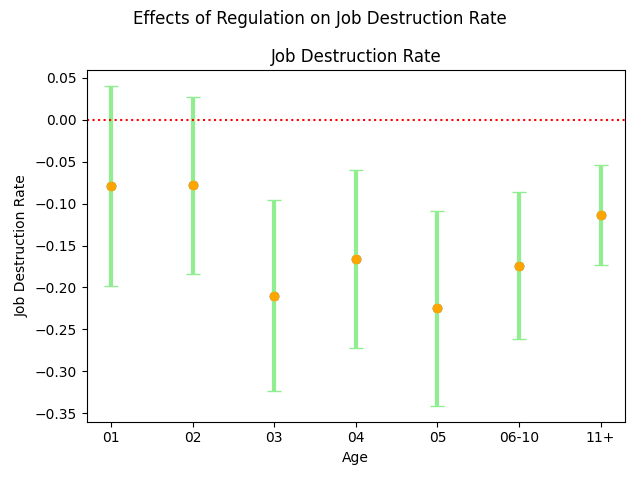 Effects of Regulation on Job Destruction Rate
Job Destruction Rate
0.05
0.00
−0.05
−0.10
−0.15
−0.20
−0.25
−0.30
−0.35
Job Destruction Rate
01 02 03 04 05 06-10 11+
Age